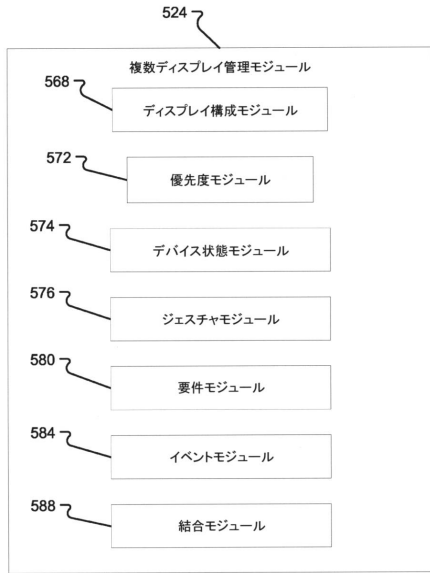 524
複数ディスプレイ管理モジュール
568
ディスプレイ構成モジュール
572
優先度モジュール
574
デバイス状態モジュール
576
ジェスチャモジュール
580
要件モジュール
584
イベントモジュール
588
結合モジュール